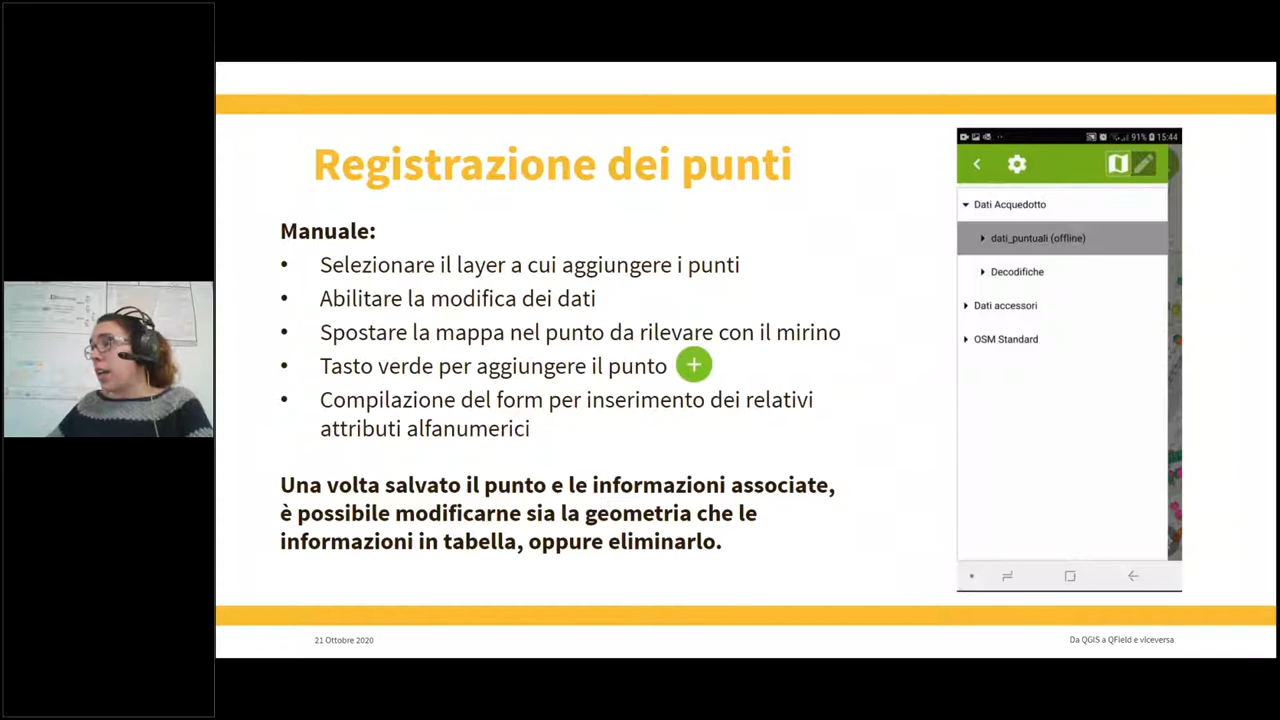 Registrazione dei punti
Manuale:
• Selezionare il layer a cui aggiungere i punti
• Abilitare la modifica dei dati
• Spostare la mappa nel punto da rilevare con il mirino
• Tasto verde per aggiungere il punto +
• Compilazione del form per inserimento dei relativi
attributi alfanumerici
Una volta salvato il punto e le informazioni associate,
è possibile modificarne sia la geometria che le
informazioni in tabella, oppure eliminarlo.
91% 15:44
Dati Acquedotto
dati_puntuali (offline)
Decodifiche
Dati accessori
OSM Standard
21 Ottobre 2020
Da QGIS a QField e viceversa